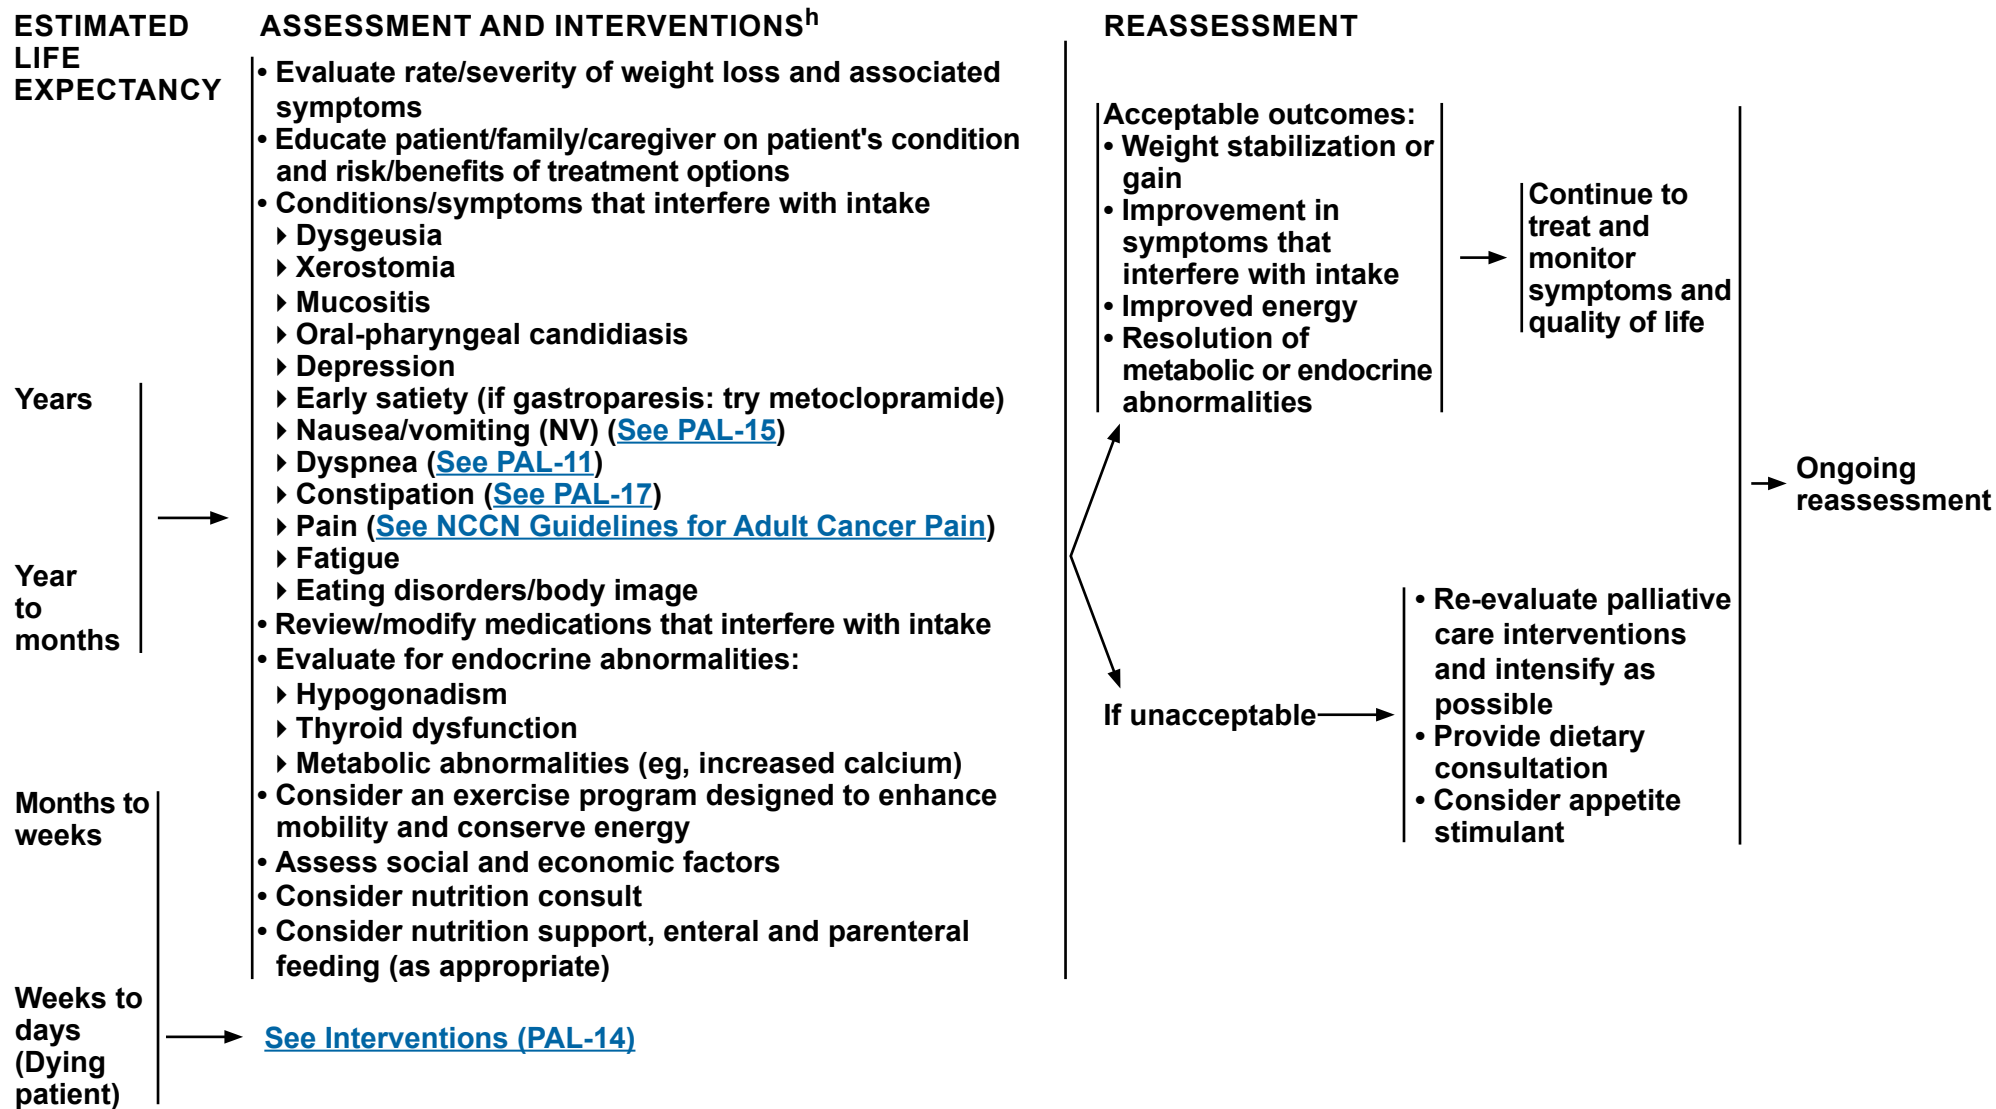 ESTIMATED
LIFE
EXPECTANCY
Years
Year
to
months
Months to
weeks
Weeks to
days
(Dying
patient)
ASSESSMENT AND INTERVENTIONSʰ
• Evaluate rate/severity of weight loss and associated
symptoms
• Educate patient/family/caregiver on patient's condition
and risk/benefits of treatment options
• Conditions/symptoms that interfere with intake
▸ Dysgeusia
▸ Xerostomia
▸ Mucositis
▸ Oral-pharyngeal candidiasis
▸ Depression
▸ Early satiety (if gastroparesis: try metoclopramide)
▸ Nausea/vomiting (NV) (See PAL-15)
▸ Dyspnea (See PAL-11)
▸ Constipation (See PAL-17)
▸ Pain (See NCCN Guidelines for Adult Cancer Pain)
▸ Fatigue
▸ Eating disorders/body image
• Review/modify medications that interfere with intake
• Evaluate for endocrine abnormalities:
▸ Hypogonadism
▸ Thyroid dysfunction
▸ Metabolic abnormalities (eg, increased calcium)
• Consider an exercise program designed to enhance
mobility and conserve energy
• Assess social and economic factors
• Consider nutrition consult
• Consider nutrition support, enteral and parenteral
feeding (as appropriate)
See Interventions (PAL-14)
REASSESSMENT
Acceptable outcomes:
• Weight stabilization or
gain
• Improvement in
symptoms that
interfere with intake
• Improved energy
• Resolution of
metabolic or endocrine
abnormalities
Continue to
treat and
monitor
symptoms and
quality of life
If unacceptable
• Re-evaluate palliative
care interventions
and intensify as
possible
• Provide dietary
consultation
• Consider appetite
stimulant
Ongoing
reassessment